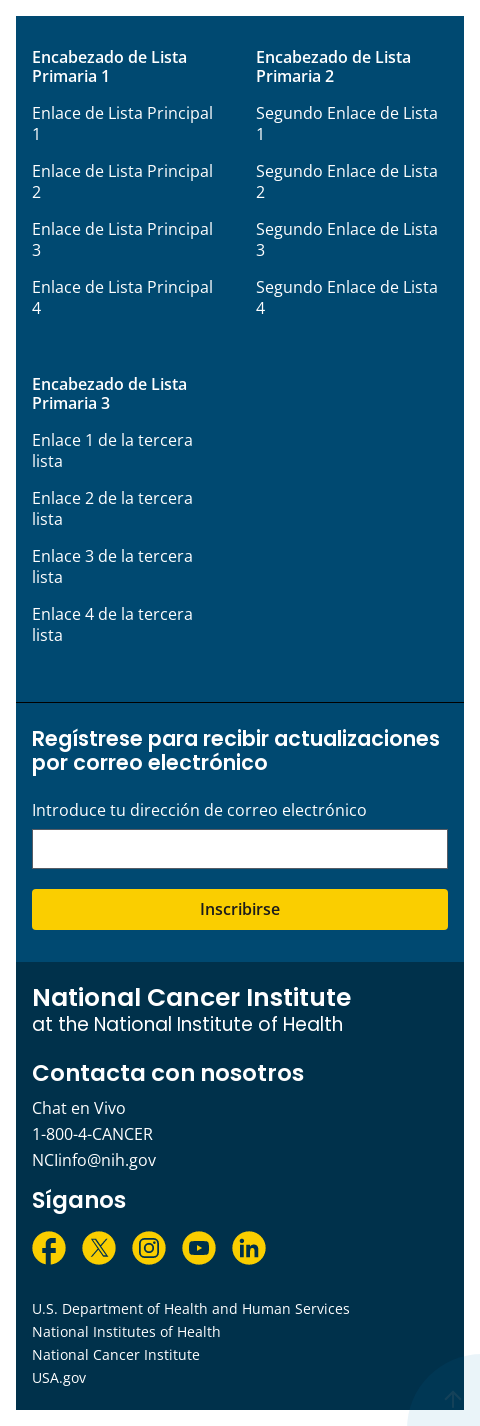 Encabezado de Lista
Primaria 1
Enlace de Lista Principal
1
Enlace de Lista Principal
2
Enlace de Lista Principal
3
Enlace de Lista Principal
4
Encabezado de Lista
Primaria 2
Segundo Enlace de Lista
1
Segundo Enlace de Lista
2
Segundo Enlace de Lista
3
Segundo Enlace de Lista
4
Encabezado de Lista
Primaria 3
Enlace 1 de la tercera
lista
Enlace 2 de la tercera
lista
Enlace 3 de la tercera
lista
Enlace 4 de la tercera
lista
Regístrese para recibir actualizaciones
por correo electrónico
Introduce tu dirección de correo electrónico
Inscribirse
National Cancer Institute
at the National Institute of Health
Contacta con nosotros
Chat en Vivo
1-800-4-CANCER
NCIinfo@nih.gov
Síganos
U.S. Department of Health and Human Services
National Institutes of Health
National Cancer Institute
USA.gov